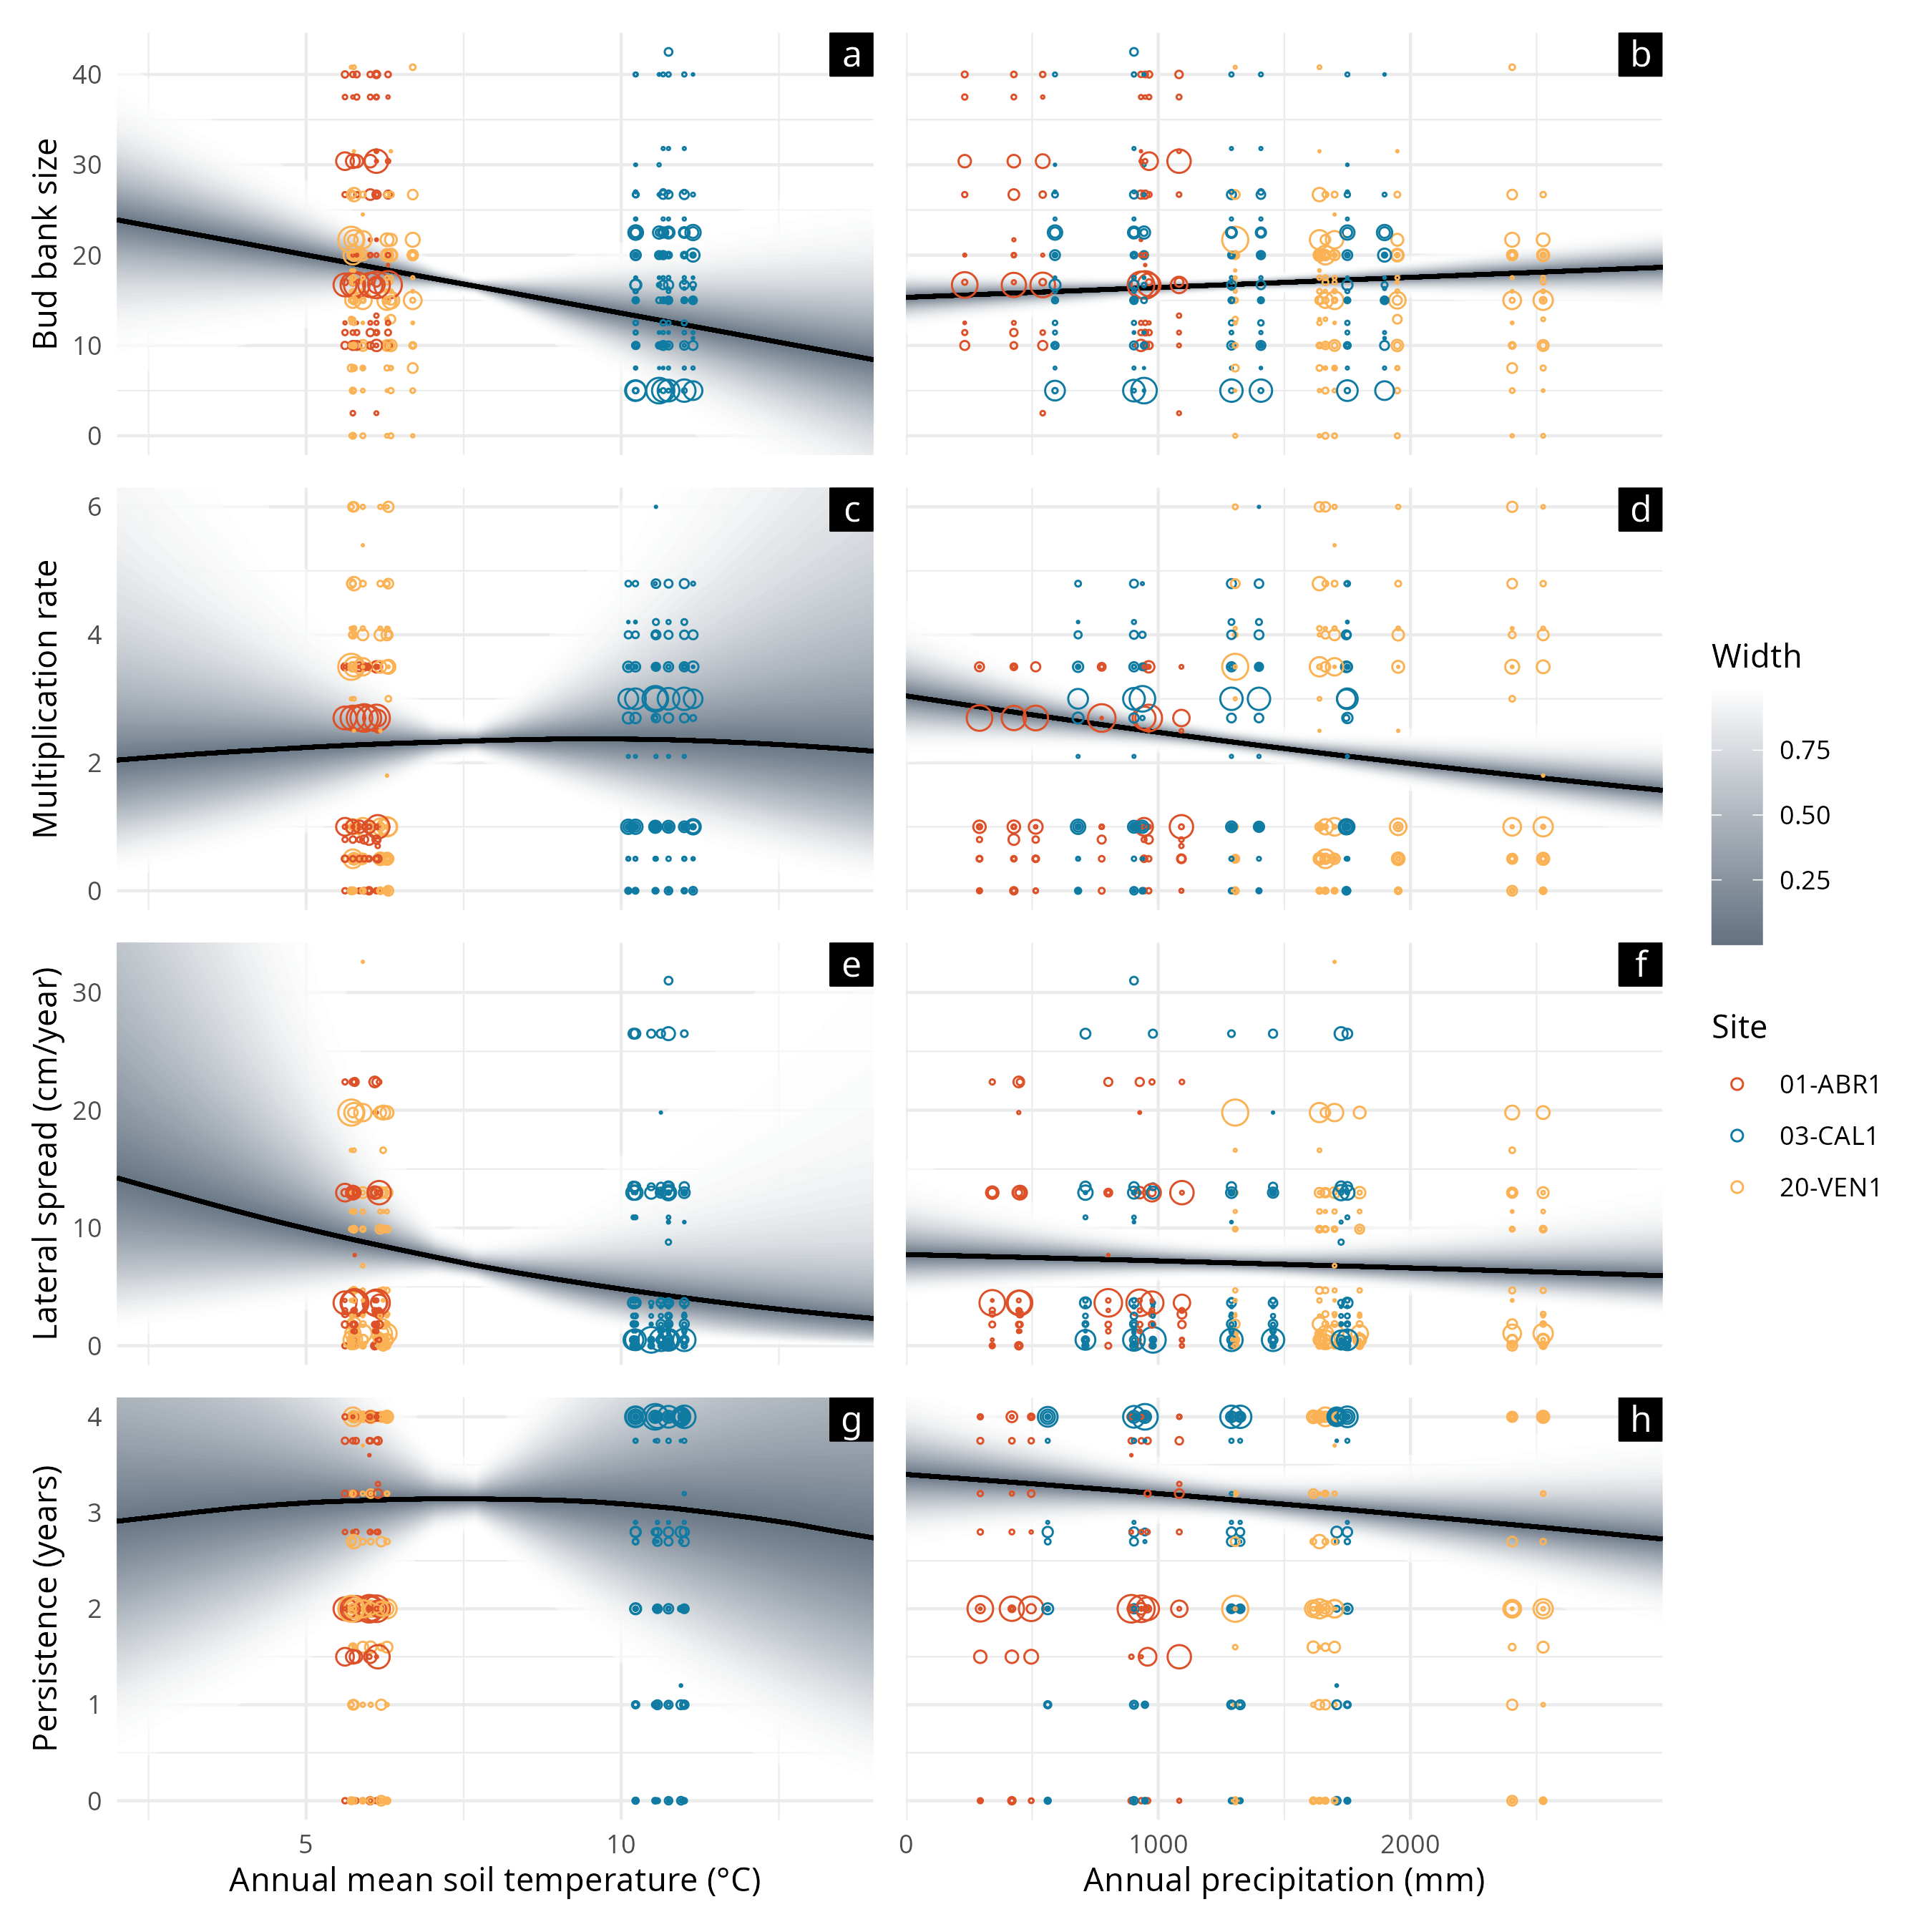 a
b
Bud bank size
40
30
20
10
0
c
d
Multiplication rate
6
4
2
0
e
f
Lateral spread (cm/year)
30
20
10
0
g
h
Persistence (years)
4
3
2
1
0
5
10
0
1000
2000
Annual mean soil temperature (°C)
Annual precipitation (mm)
Width
0.75
0.50
0.25
Site
01-ABR1
03-CAL1
20-VEN1